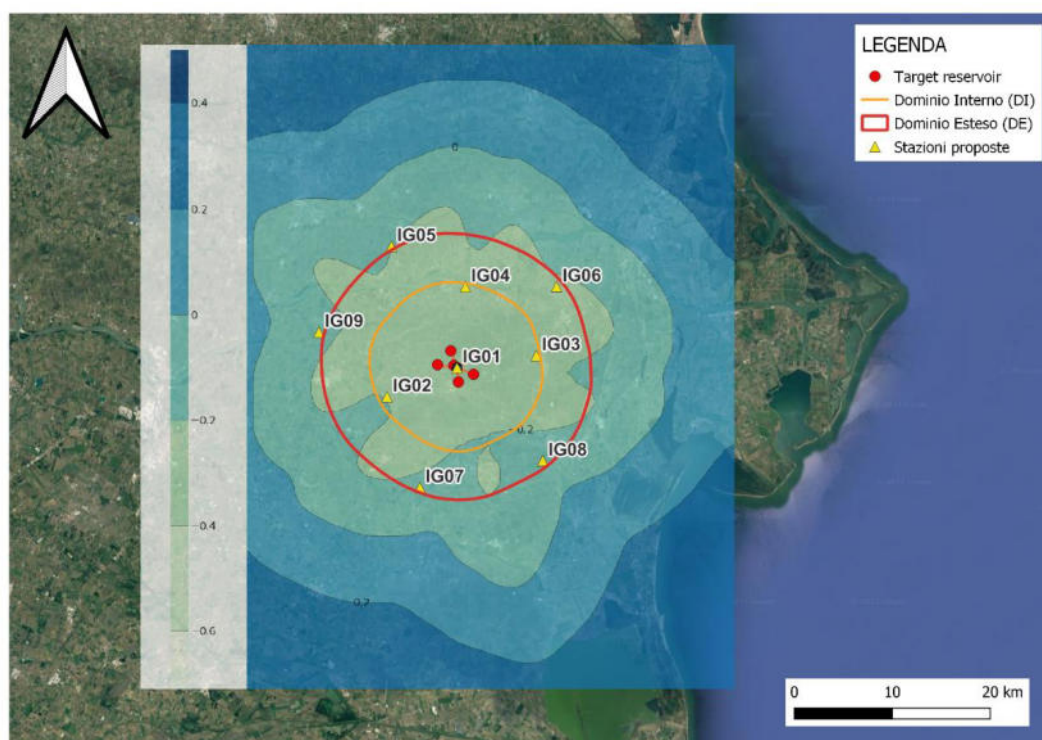 LEGENDA
Target reservoir
Dominio Interno (DI)
Dominio Esteso (DE)
Stazioni proposte
0.4
0.2
0
−0.2
−0.4
−0.6
0
IG05
IG04
IG06
IG09
IG03
IG01
IG02
-0.2
IG08
IG07
0.2
0 10 20 km